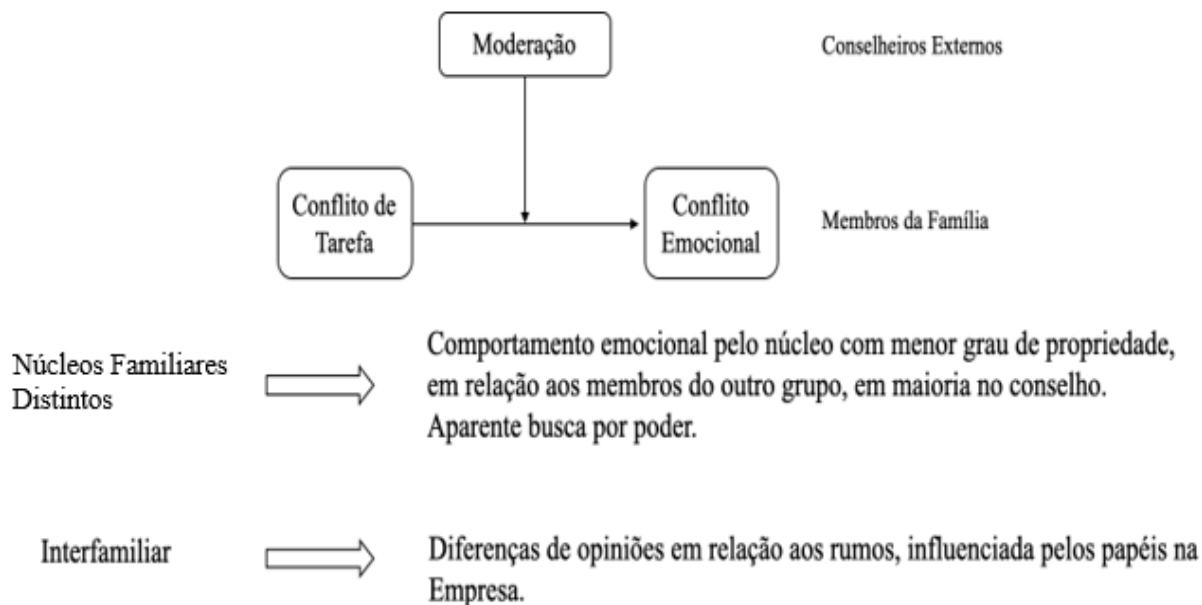 Moderação
Conselheiros Externos
Conflito de
Tarefa
Conflito
Emocional
Membros da Família
Núcleos Familiares
Distintos
Comportamento emocional pelo núcleo com menor grau de propriedade,
em relação aos membros do outro grupo, em maioria no conselho.
Aparente busca por poder.
Interfamiliar
Diferenças de opiniões em relação aos rumos, influenciada pelos papéis na
Empresa.